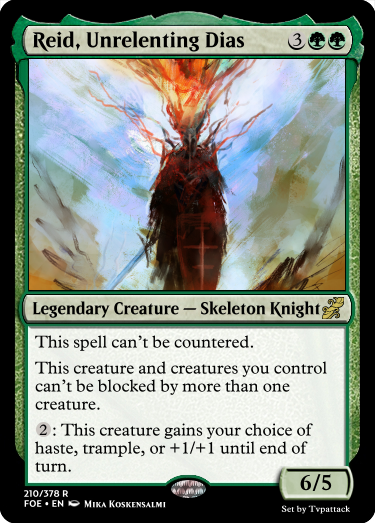 Reid, Unrelenting Dias 3
Legendary Creature — Skeleton Knight
This spell can't be countered.
This creature and creatures you control
can't be blocked by more than one
creature.
2: This creature gains your choice of
haste, trample, or +1/+1 until end of
turn.
6/5
210/378 R
FOE • EN Mika Koskensalmi
Set by Tvpattack